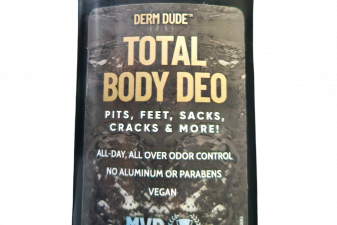 DERM DUDE™
TOTAL
BODY DEO
PITS, FEET, SACKS,
CRACKS & MORE!
ALL-DAY, ALL OVER ODOR CONTROL
NO ALUMINUM OR PARABENS
VEGAN
MVP